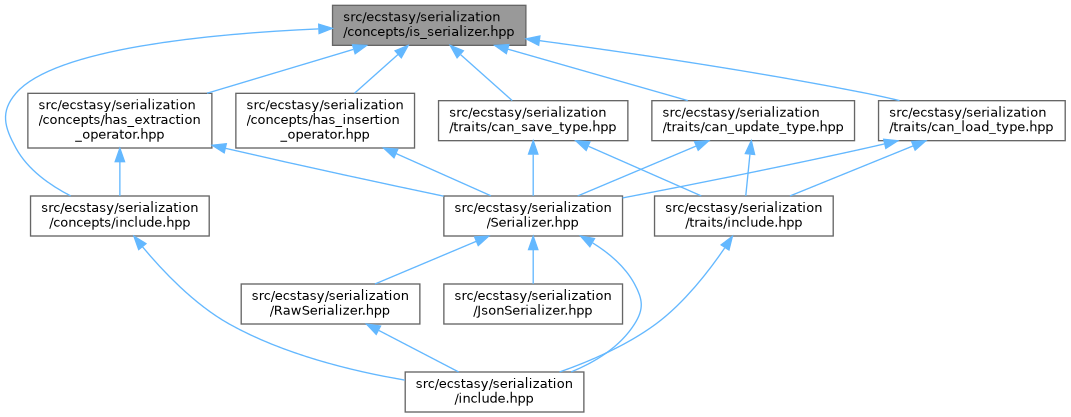 src/ecstasy/serialization
/concepts/is_serializer.hpp
src/ecstasy/serialization
/concepts/has_extraction
_operator.hpp
src/ecstasy/serialization
/concepts/has_insertion
_operator.hpp
src/ecstasy/serialization
/traits/can_save_type.hpp
src/ecstasy/serialization
/traits/can_update_type.hpp
src/ecstasy/serialization
/traits/can_load_type.hpp
src/ecstasy/serialization
/concepts/include.hpp
src/ecstasy/serialization
/Serializer.hpp
src/ecstasy/serialization
/traits/include.hpp
src/ecstasy/serialization
/RawSerializer.hpp
src/ecstasy/serialization
/JsonSerializer.hpp
src/ecstasy/serialization
/include.hpp